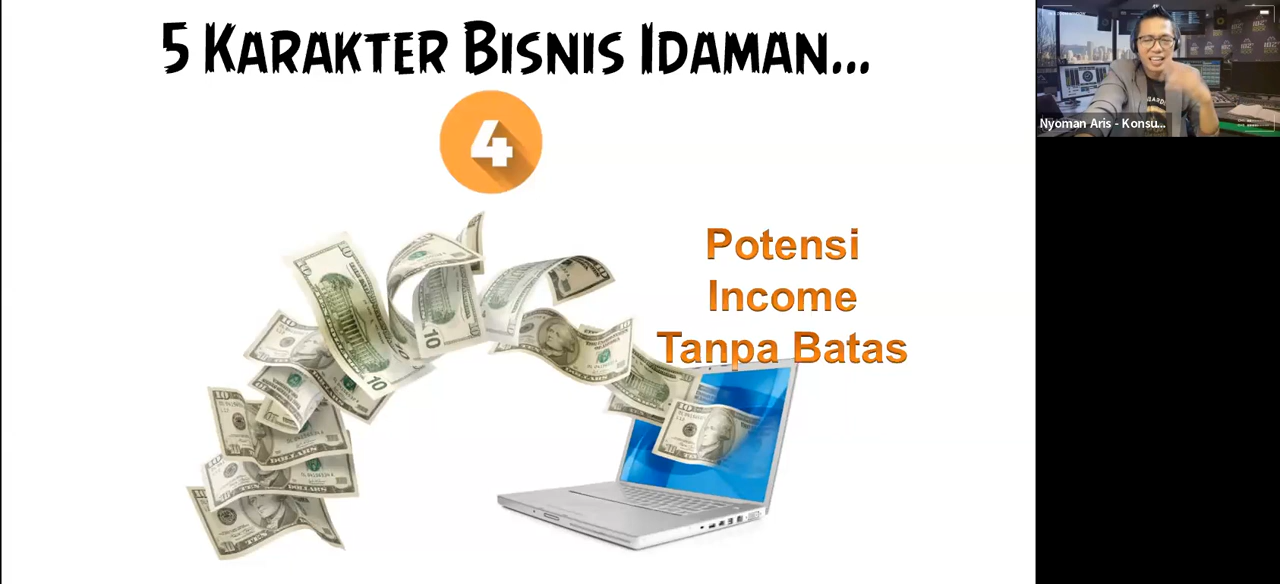 5 KARAKTER BISNIS IDAMAN...
4
Potensi
Income
Tanpa Batas
Nyoman Aris - Konsu...